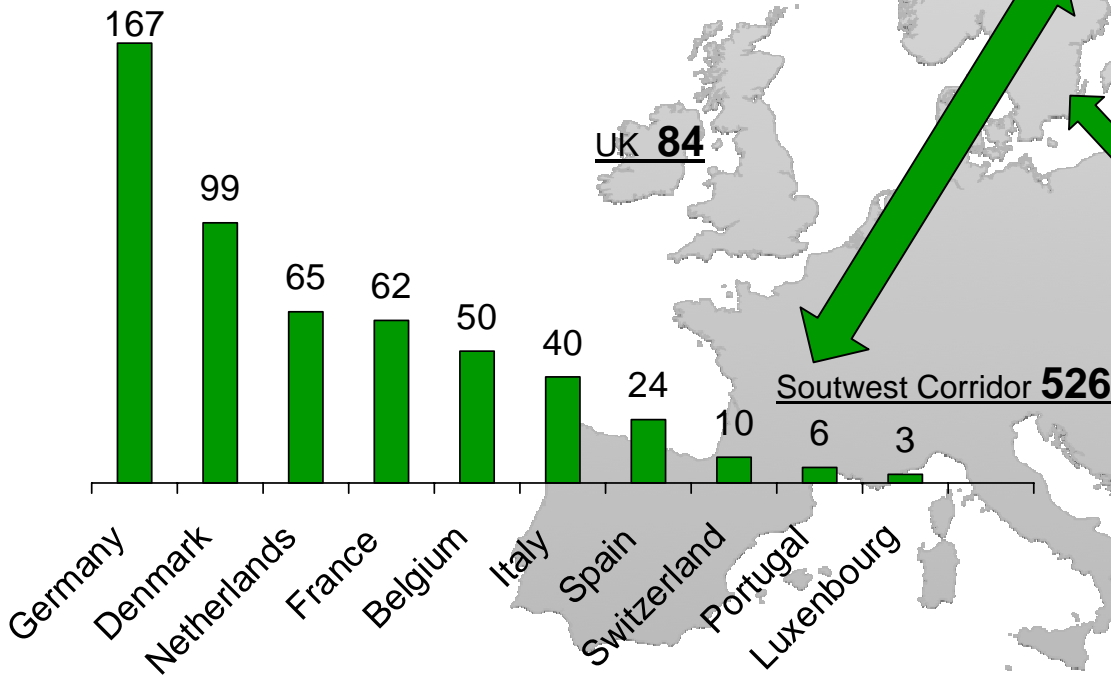 167
99
65
62
50
40
24
10
6
3
UK 84
Soutwest Corridor 526
Germany
Denmark
Netherlands
France
Belgium
Italy
Spain
Switzerland
Portugal
Luxenbourg